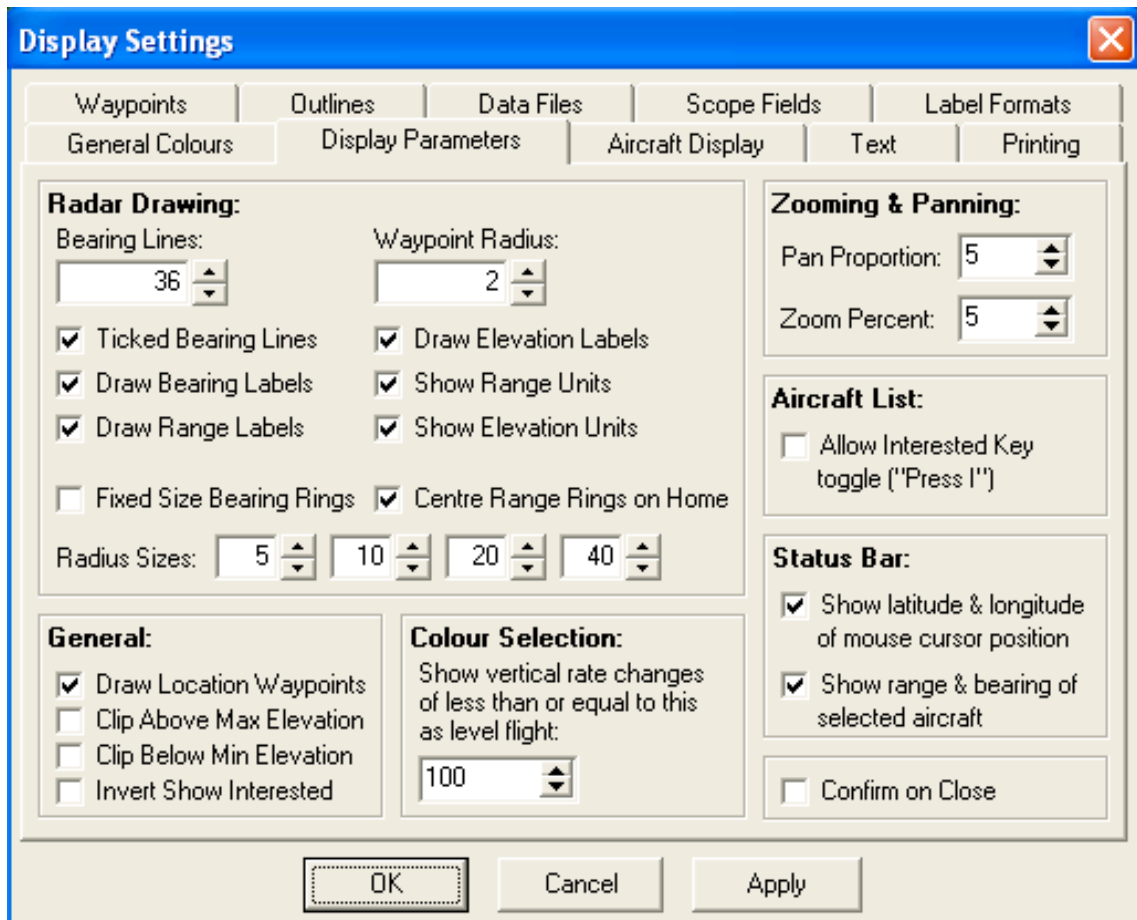 Display Settings
Waypoints Outlines Data Files Scope Fields Label Formats
General Colours Display Parameters Aircraft Display Text Printing
Radar Drawing:
Bearing Lines: Waypoint Radius:
36 2
Ticked Bearing Lines Draw Elevation Labels
Draw Bearing Labels Show Range Units
Draw Range Labels Show Elevation Units
Fixed Size Bearing Rings Centre Range Rings on Home
Radius Sizes: 5 10 20 40
Zooming & Panning:
Pan Proportion: 5
Zoom Percent: 5
Aircraft List:
Allow Interested Key
toggle ("Press I")
Status Bar:
Show latitude & longitude
of mouse cursor position
Show range & bearing of
selected aircraft
General:
Draw Location Waypoints
Clip Above Max Elevation
Clip Below Min Elevation
Invert Show Interested
Colour Selection:
Show vertical rate changes
of less than or equal to this
as level flight:
100
Confirm on Close
OK Cancel Apply